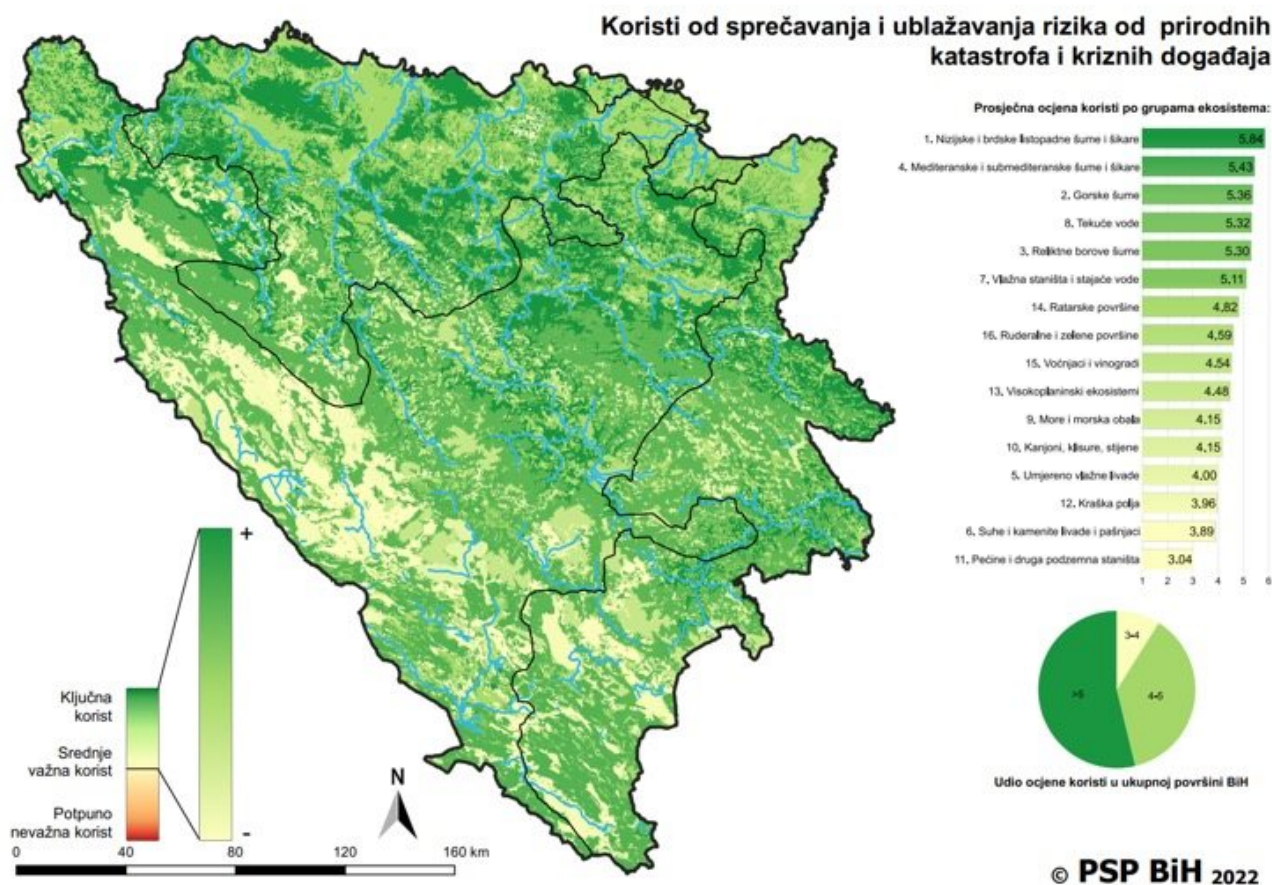 Koristi od sprečavanja i ublažavanja rizika od prirodnih
katastrofa i kriznih događaja
Prosječna ocjena koristi po grupama ekosistema:
1. Nizijske i brdske listopadne šume i šikare 5,84
4. Mediteranske i submediteranske šume i šikare 5,43
2. Gorske šume 5,36
8. Tekuće vode 5,32
3. Reliktne borove šume 5,30
7. Vlažna staništa i stajaće vode 5,11
14. Ratarske površine 4,82
16. Ruderalne i zelene površine 4,59
15. Voćnjaci i vinogradi 4,54
13. Visokoplaninski ekosistemi 4,48
9. More i morska obala 4,15
10. Kanjoni, klisure, stijene 4,15
5. Umjereno vlažne livade 4,00
12. Kraška polja 3,96
6. Suhe i kamenite livade i pašnjaci 3,89
11. Pećine i druga podzemna staništa 3,04
1 2 3 4 5 6
3-4
>5
4-5
Udio ocjene koristi u ukupnoj površini BiH
+
Ključna
korist
Srednje
važna korist
Potpuno
nevažna korist
-
N
0 40 80 120 160 km
© PSP BiH 2022